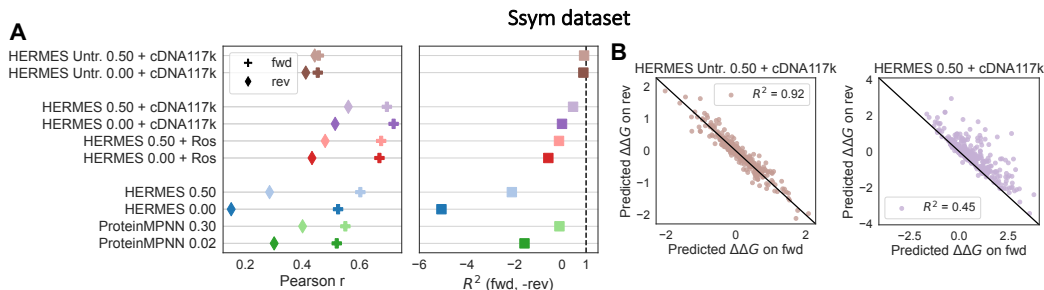 Ssym dataset
A
HERMES Untr. 0.50 + cDNA117k
HERMES Untr. 0.00 + cDNA117k
HERMES 0.50 + cDNA117k
HERMES 0.00 + cDNA117k
HERMES 0.50 + Ros
HERMES 0.00 + Ros
HERMES 0.50
HERMES 0.00
ProteinMPNN 0.30
ProteinMPNN 0.02
fwd
rev
0.2 0.4 0.6
Pearson r
−6 −4 −2 0 1
R² (fwd, -rev)
B
HERMES Untr. 0.50 + cDNA117k
R² = 0.92
Predicted ΔΔG on rev
2
1
0
−1
−2
−2 0 2
Predicted ΔΔG on fwd
HERMES 0.50 + cDNA117k
R² = 0.45
Predicted ΔΔG on rev
4
2
0
−2
−4
−2.5 0.0 2.5
Predicted ΔΔG on fwd